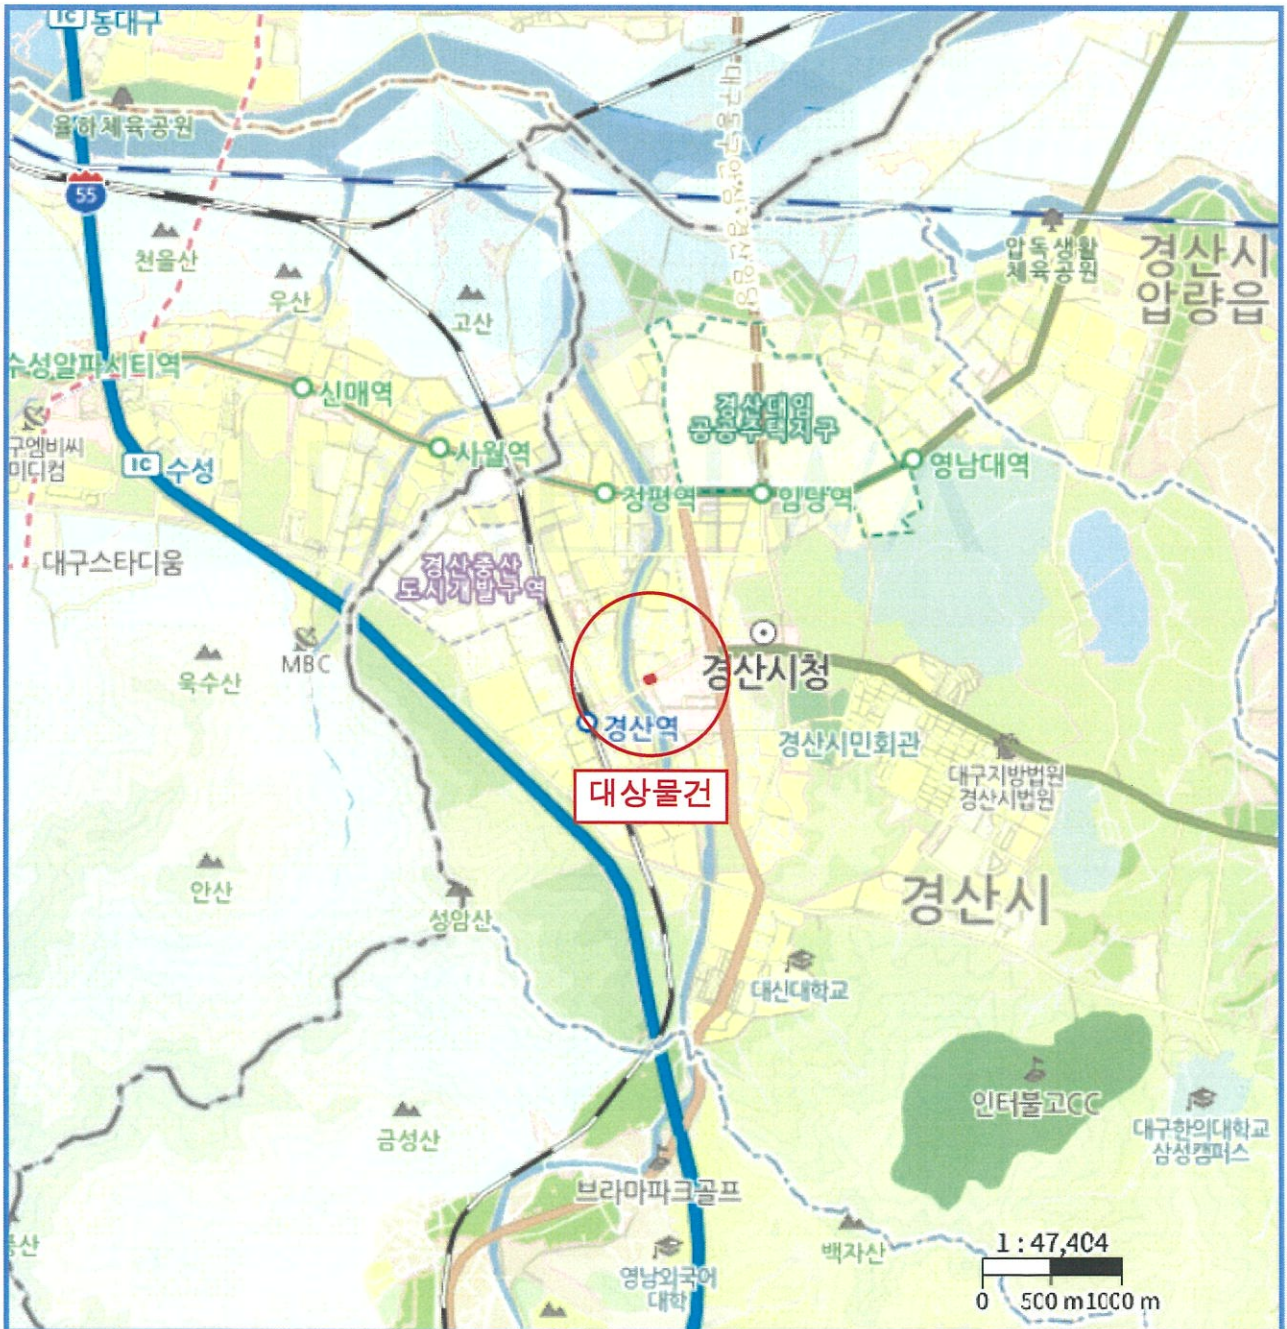 IC 동대구
율하체육공원
55
천을산
우산
고산
압독생활
체육공원
경산시
압량읍
수성알파시티역
신매역
사월역
정평역
임당역
영남대역
경산대임
공공주택지구
구엠비씨
미디컴
IC 수성
대구스타디움
경산중산
도시개발구역
MBC
욱수산
경산시청
경산역
경산시민회관
대구지방법원
경산시법원
대상물건
안산
성암산
경산시
대신대학교
인터불고CC
대구한의대학교
삼성캠퍼스
금성산
브라마파크골프
백자산
영남외국어
대학
1 : 47,404
0 500 m 1000 m